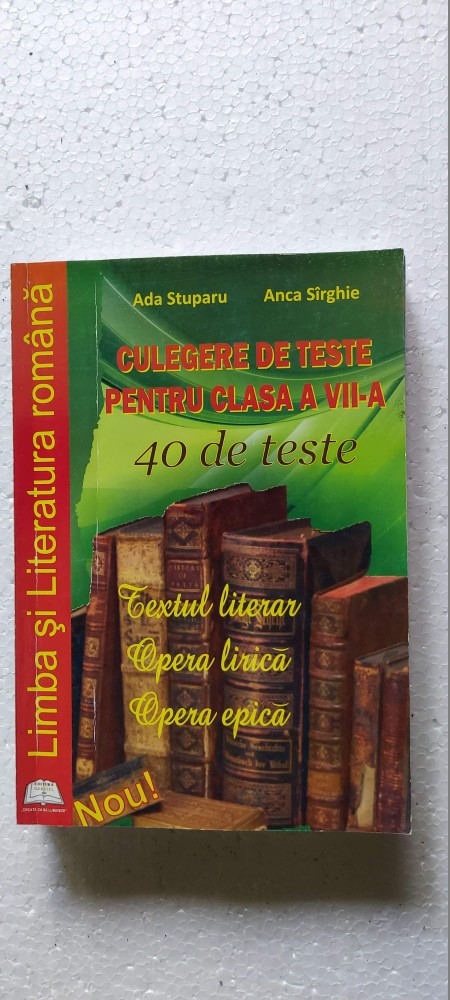 Limba şi Literatura română
Ada Stuparu Anca Sîrghie
CULEGERE DE TESTE
PENTRU CLASA A VII-A
40 de teste
Textul literar
Opera lirică
Opera epică
Nou!
EDITURA